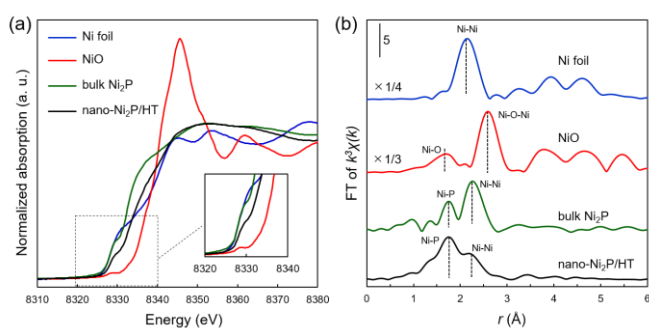 (a)
Normalized absorption (a. u.)
Ni foil
NiO
bulk Ni₂P
nano-Ni₂P/HT
8320 8330 8340
8310 8320 8330 8340 8350 8360 8370 8380
Energy (eV)
(b)
FT of k³χ(k)
5
Ni–Ni
Ni foil
×1/4
Ni-O-Ni
Ni-O
NiO
×1/3
Ni–Ni
Ni–P
bulk Ni₂P
Ni–P
Ni–Ni
nano-Ni₂P/HT
0 1 2 3 4 5 6
r (Å)